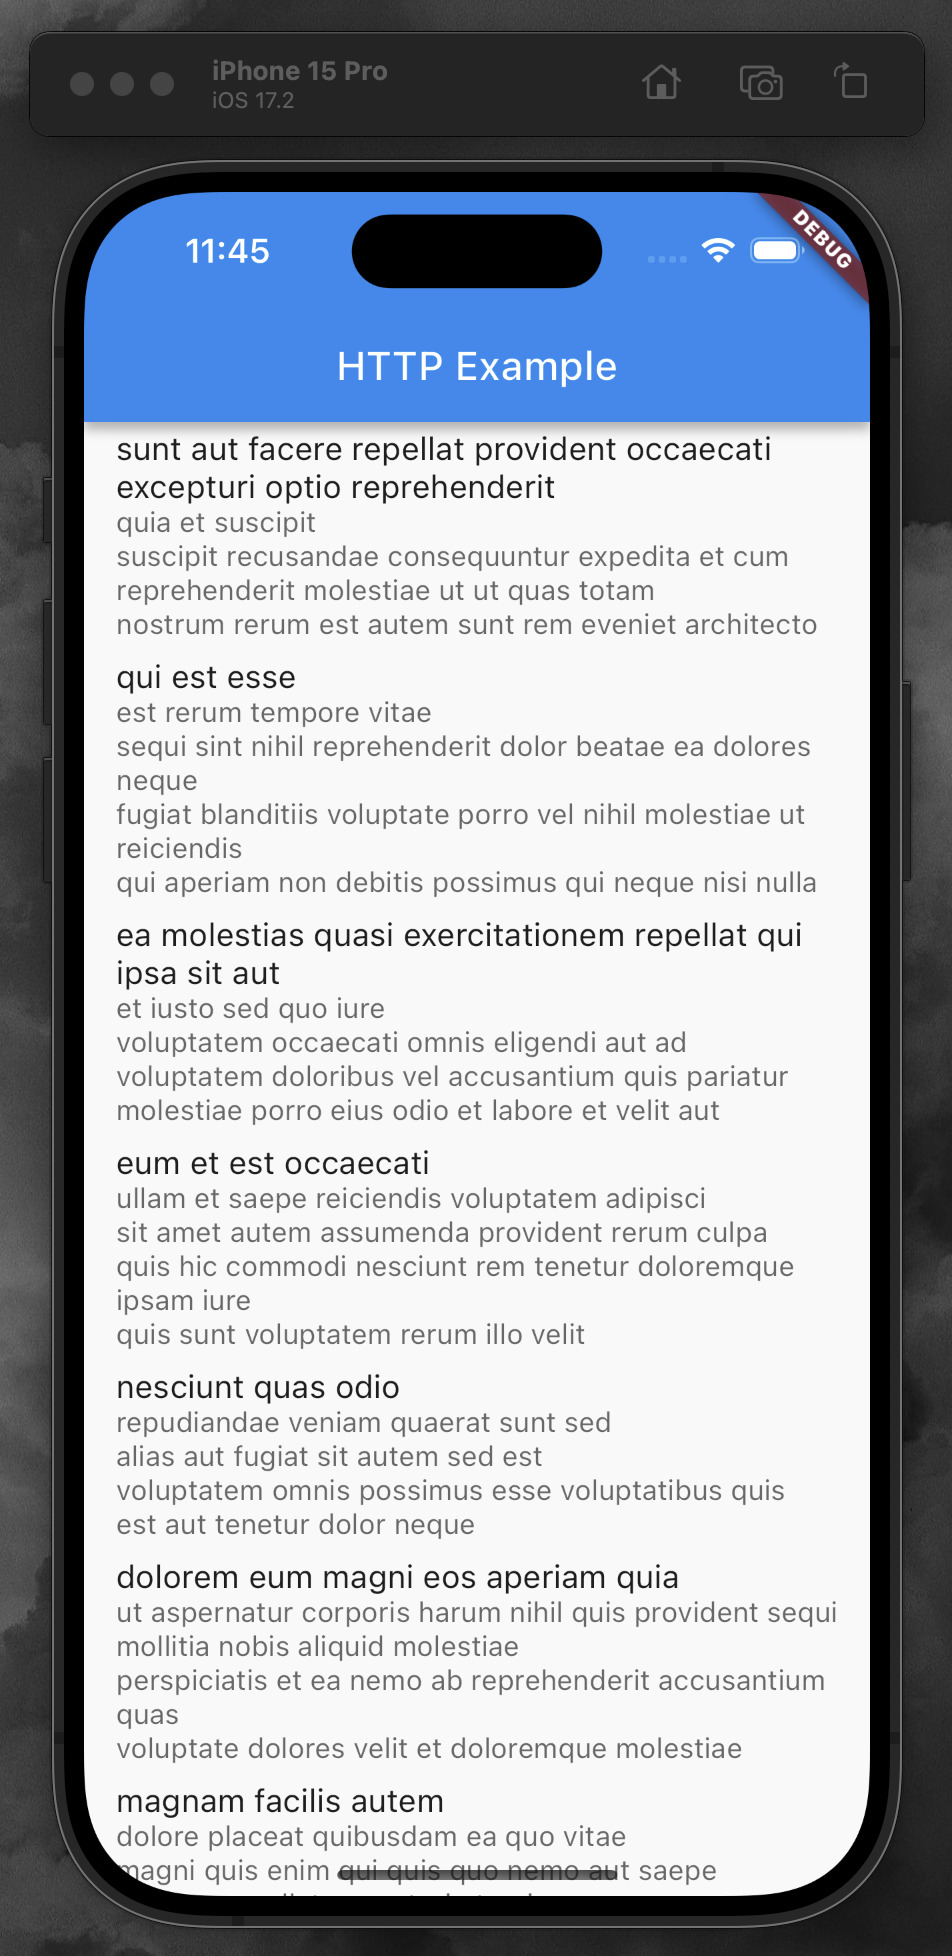 iPhone 15 Pro
iOS 17.2
11:45
DEBUG
HTTP Example
sunt aut facere repellat provident occaecati
excepturi optio reprehenderit
quia et suscipit
suscipit recusandae consequuntur expedita et cum
reprehenderit molestiae ut ut quas totam
nostrum rerum est autem sunt rem eveniet architecto
qui est esse
est rerum tempore vitae
sequi sint nihil reprehenderit dolor beatae ea dolores
neque
fugiat blanditiis voluptate porro vel nihil molestiae ut
reiciendis
qui aperiam non debitis possimus qui neque nisi nulla
ea molestias quasi exercitationem repellat qui
ipsa sit aut
et iusto sed quo iure
voluptatem occaecati omnis eligendi aut ad
voluptatem doloribus vel accusantium quis pariatur
molestiae porro eius odio et labore et velit aut
eum et est occaecati
ullam et saepe reiciendis voluptatem adipisci
sit amet autem assumenda provident rerum culpa
quis hic commodi nesciunt rem tenetur doloremque
ipsam iure
quis sunt voluptatem rerum illo velit
nesciunt quas odio
repudiandae veniam quaerat sunt sed
alias aut fugiat sit autem sed est
voluptatem omnis possimus esse voluptatibus quis
est aut tenetur dolor neque
dolorem eum magni eos aperiam quia
ut aspernatur corporis harum nihil quis provident sequi
mollitia nobis aliquid molestiae
perspiciatis et ea nemo ab reprehenderit accusantium
quas
voluptate dolores velit et doloremque molestiae
magnam facilis autem
dolore placeat quibusdam ea quo vitae
magni quis enim qui quis quo nemo aut saepe